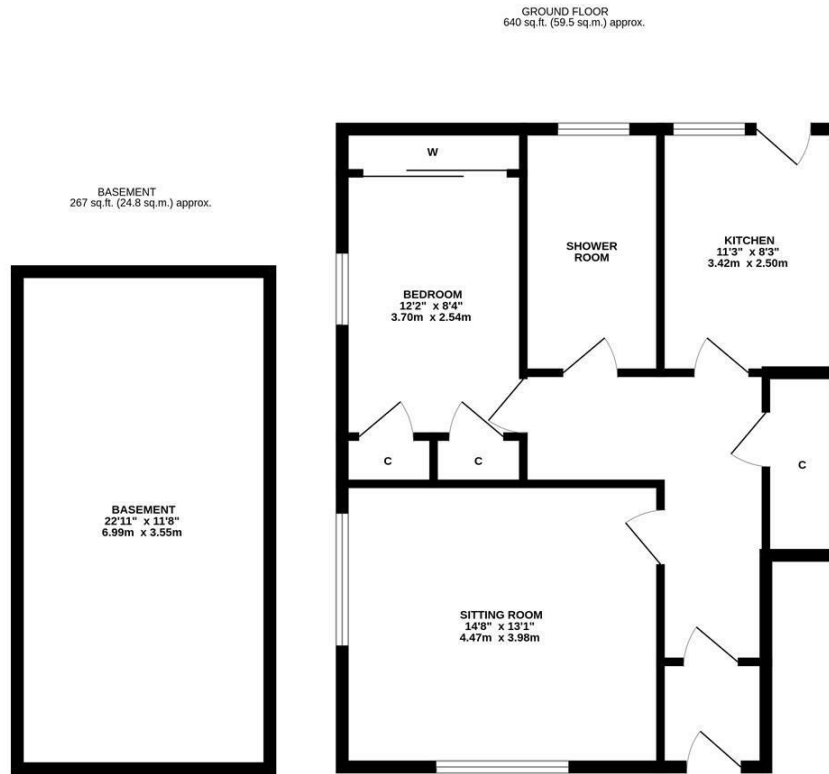 GROUND FLOOR
640 sq.ft. (59.5 sq.m.) approx.
BASEMENT
267 sq.ft. (24.8 sq.m.) approx.
W
BEDROOM
12'2" x 8'4"
3.70m x 2.54m
SHOWER
ROOM
KITCHEN
11'3" x 8'3"
3.42m x 2.50m
C
C
C
BASEMENT
22'11" x 11'8"
6.99m x 3.55m
SITTING ROOM
14'8" x 13'1"
4.47m x 3.98m